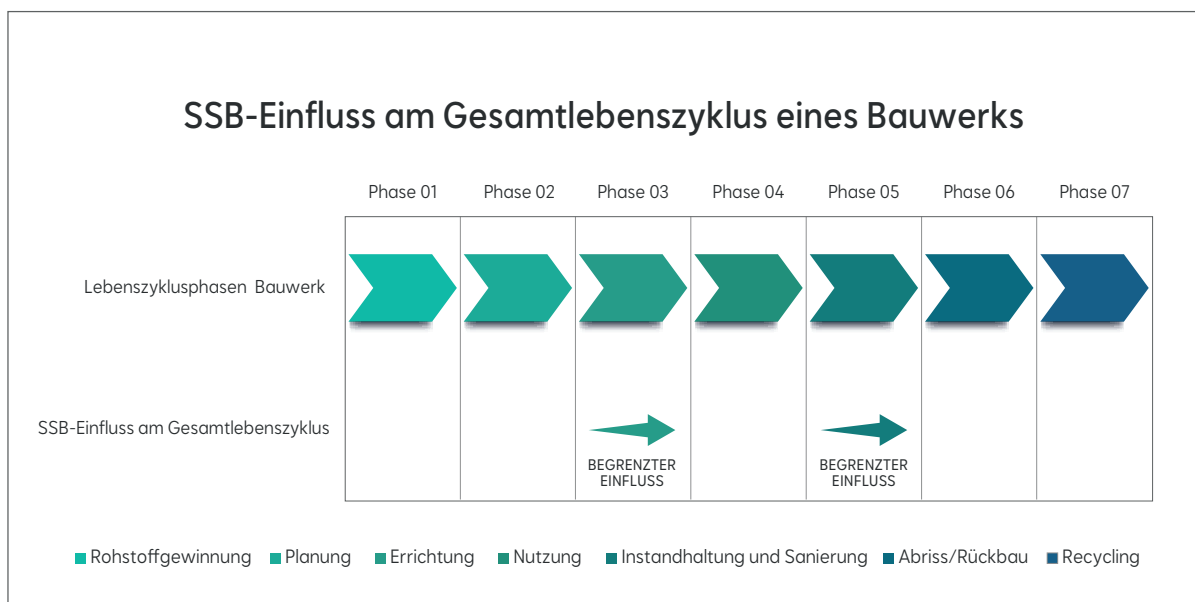 SSB-Einfluss am Gesamtlebenszyklus eines Bauwerks
Phase 01 Phase 02 Phase 03 Phase 04 Phase 05 Phase 06 Phase 07
Lebenszyklusphasen Bauwerk
SSB-Einfluss am Gesamtlebenszyklus
BEGRENZTER EINFLUSS
BEGRENZTER EINFLUSS
Rohstoffgewinnung Planung Errichtung Nutzung Instandhaltung und Sanierung Abriss/Rückbau Recycling